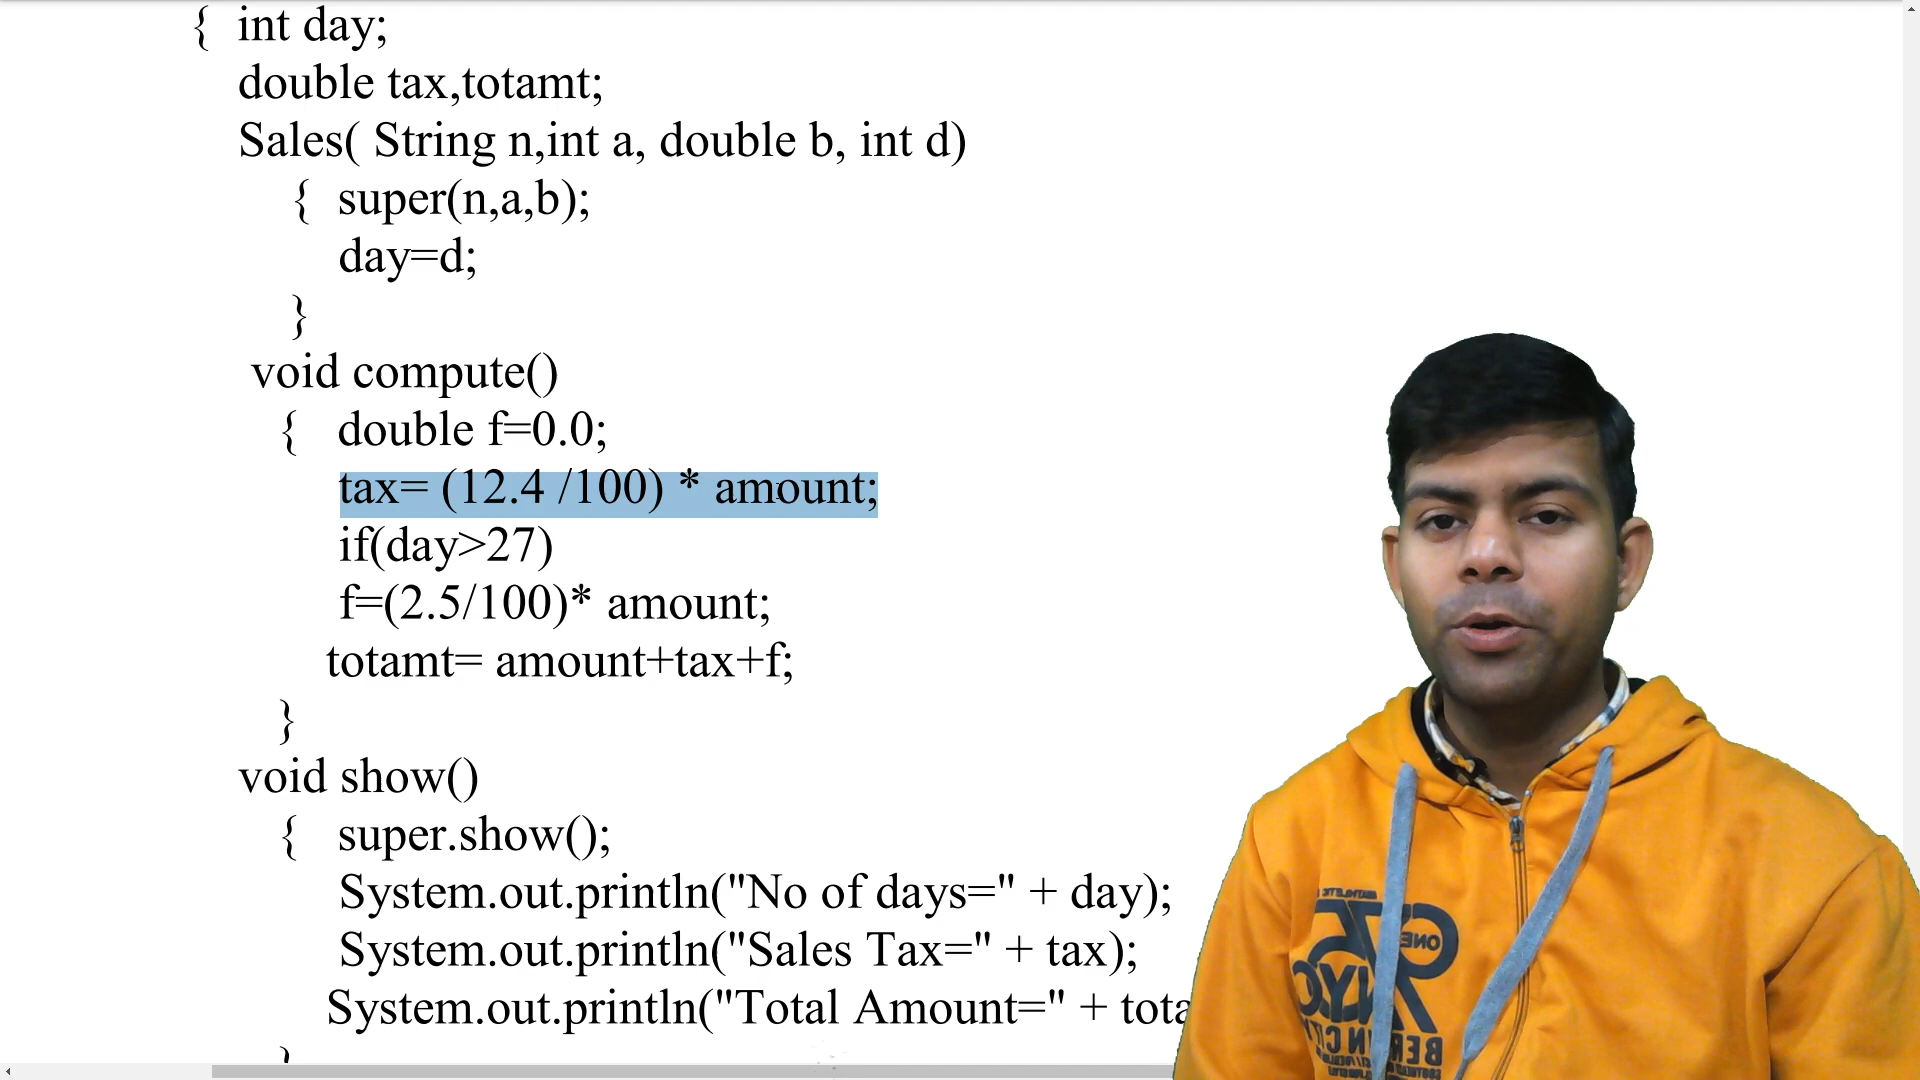 { int day;
double tax,totamt;
Sales( String n,int a, double b, int d)
{ super(n,a,b);
day=d;
}
void compute()
{ double f=0.0;
tax= (12.4 /100) * amount;
if(day>27)
f=(2.5/100)* amount;
totamt= amount+tax+f;
}
void show()
{ super.show();
System.out.println("No of days=" + day);
System.out.println("Sales Tax=" + tax);
System.out.println("Total Amount=" + tota
}
ONE
NYC